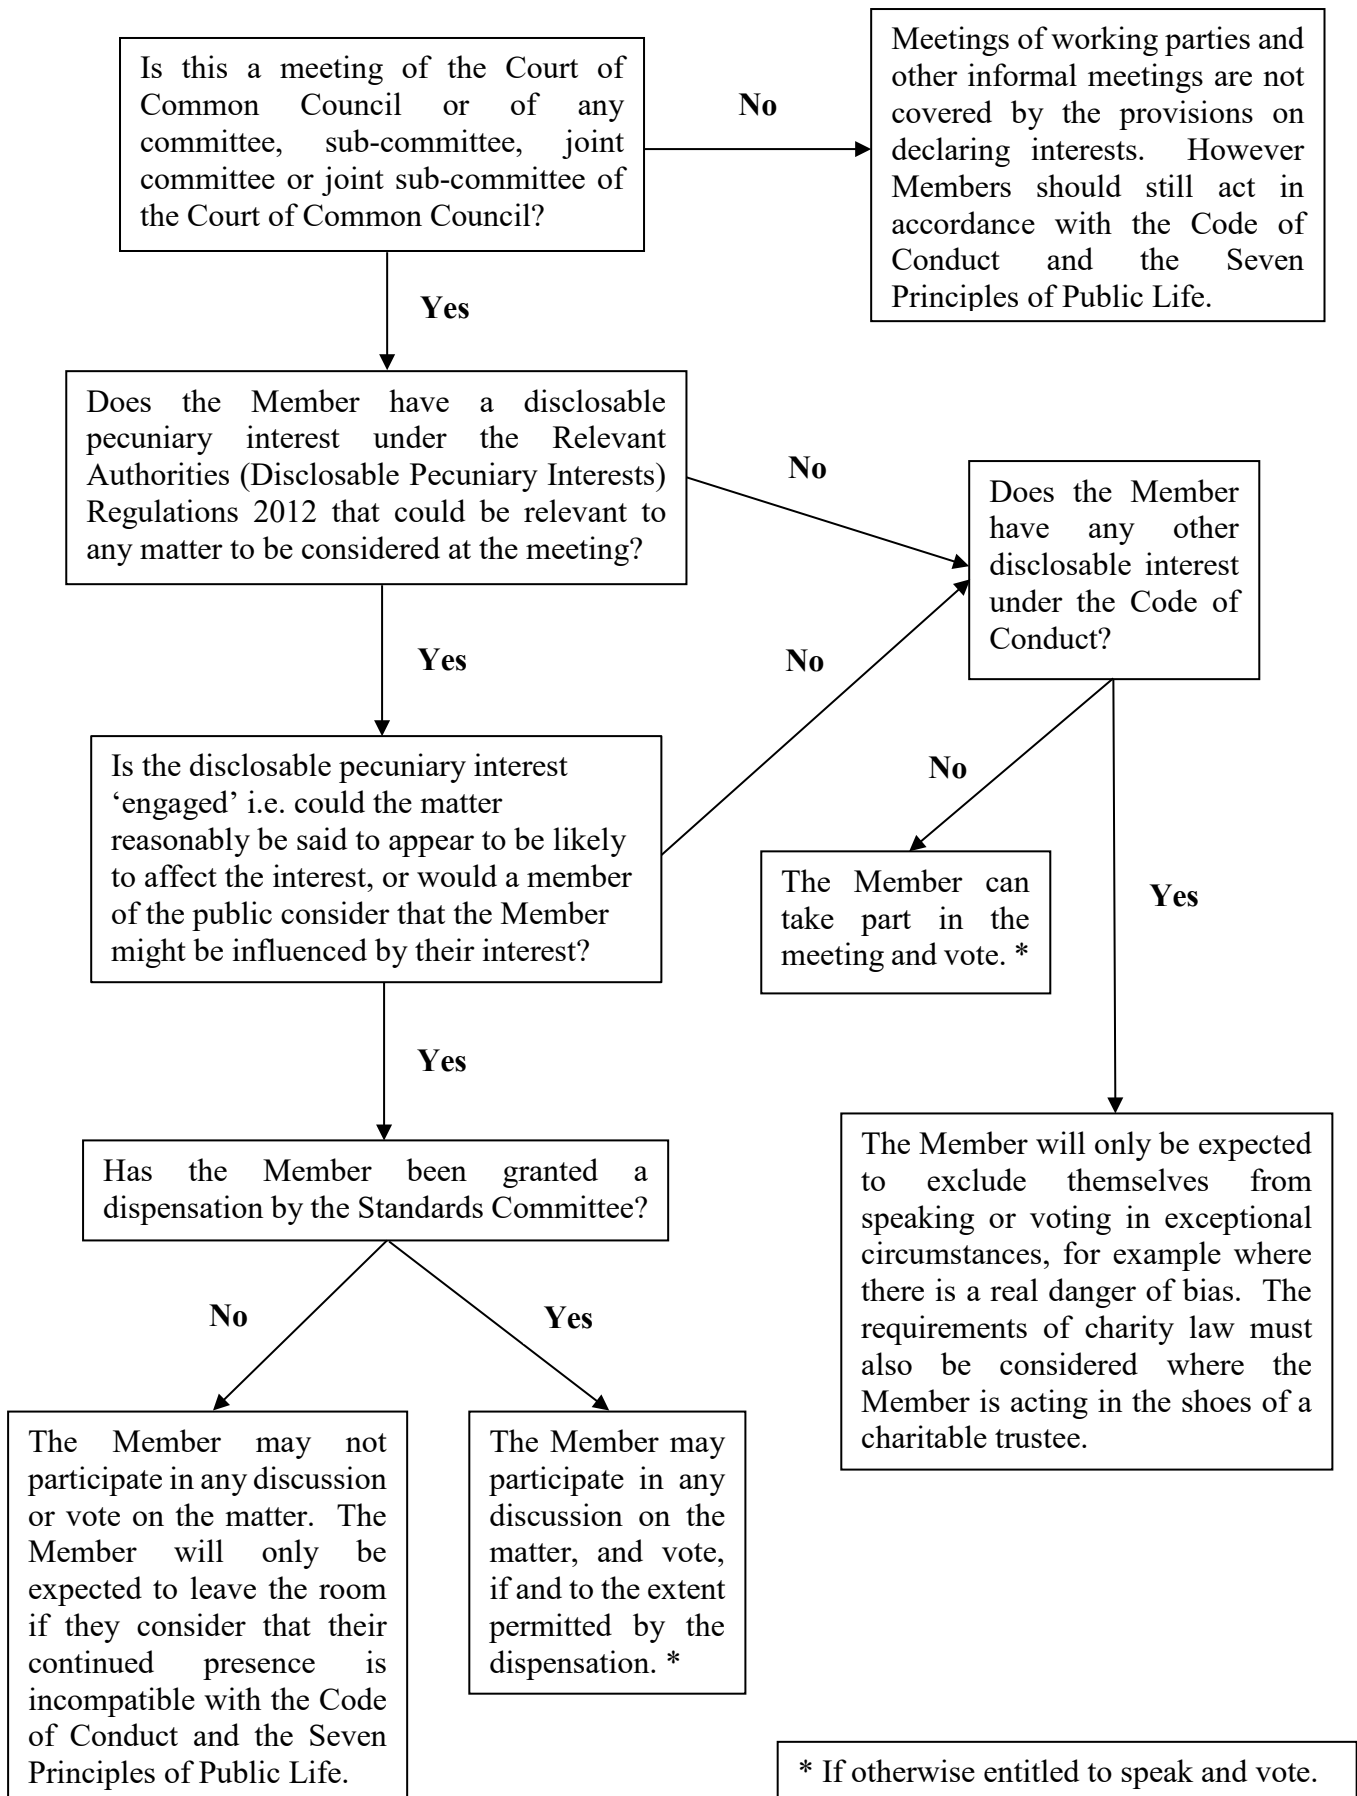 Is this a meeting of the Court of
Common Council or of any
committee, sub-committee, joint
committee or joint sub-committee of
the Court of Common Council?
No
Meetings of working parties and
other informal meetings are not
covered by the provisions on
declaring interests. However
Members should still act in
accordance with the Code of
Conduct and the Seven
Principles of Public Life.
Yes
Does the Member have a disclosable
pecuniary interest under the Relevant
Authorities (Disclosable Pecuniary Interests)
Regulations 2012 that could be relevant to
any matter to be considered at the meeting?
No
Does the Member
have any other
disclosable interest
under the Code of
Conduct?
Yes
No
Is the disclosable pecuniary interest
‘engaged’ i.e. could the matter
reasonably be said to appear to be likely
to affect the interest, or would a member
of the public consider that the Member
might be influenced by their interest?
No
The Member can
take part in the
meeting and vote. *
Yes
Yes
Has the Member been granted a
dispensation by the Standards Committee?
The Member will only be expected
to exclude themselves from
speaking or voting in exceptional
circumstances, for example where
there is a real danger of bias. The
requirements of charity law must
also be considered where the
Member is acting in the shoes of a
charitable trustee.
No
Yes
The Member may not
participate in any discussion
or vote on the matter. The
Member will only be
expected to leave the room
if they consider that their
continued presence is
incompatible with the Code
of Conduct and the Seven
Principles of Public Life.
The Member may
participate in any
discussion on the
matter, and vote,
if and to the extent
permitted by the
dispensation. *
* If otherwise entitled to speak and vote.